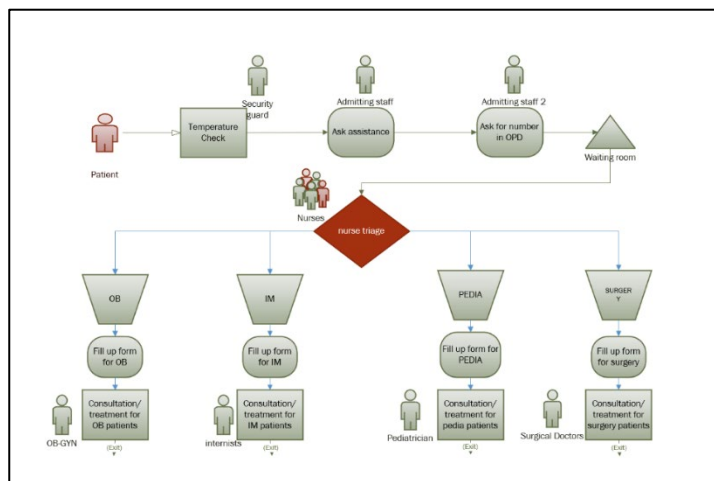 Security
guard
Admitting staff
Admitting staff 2
Temperature
Check
Ask assistance
Ask for number
in OPD
Patient
Waiting room
Nurses
nurse triage
OB
IM
PEDIA
SURGER
Y
Fill up form
for OB
Fill up form
for IM
Fill up form for
PEDIA
Fill up form
for surgery
Consultation/
treatment for
OB patients
OB-GYN
(Exit)
Consultation/
treatment for
IM patients
internists
(Exit)
Consultation/
treatment for
pedia patients
Pediatrician
(Exit)
Consultation/
treatment for
surgery patients
Surgical Doctors
(Exit)